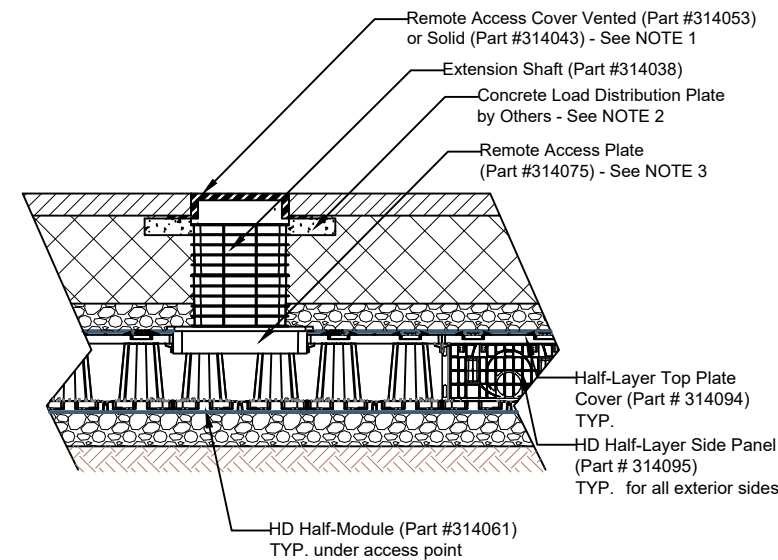 Remote Access Cover Vented (Part #314053)
or Solid (Part #314043) - See NOTE 1
Extension Shaft (Part #314038)
Concrete Load Distribution Plate
by Others - See NOTE 2
Remote Access Plate
(Part #314075) - See NOTE 3
Half-Layer Top Plate
Cover (Part # 314094)
TYP.
HD Half-Layer Side Panel
(Part # 314095)
TYP. for all exterior sides
HD Half-Module (Part #314061)
TYP. under access point